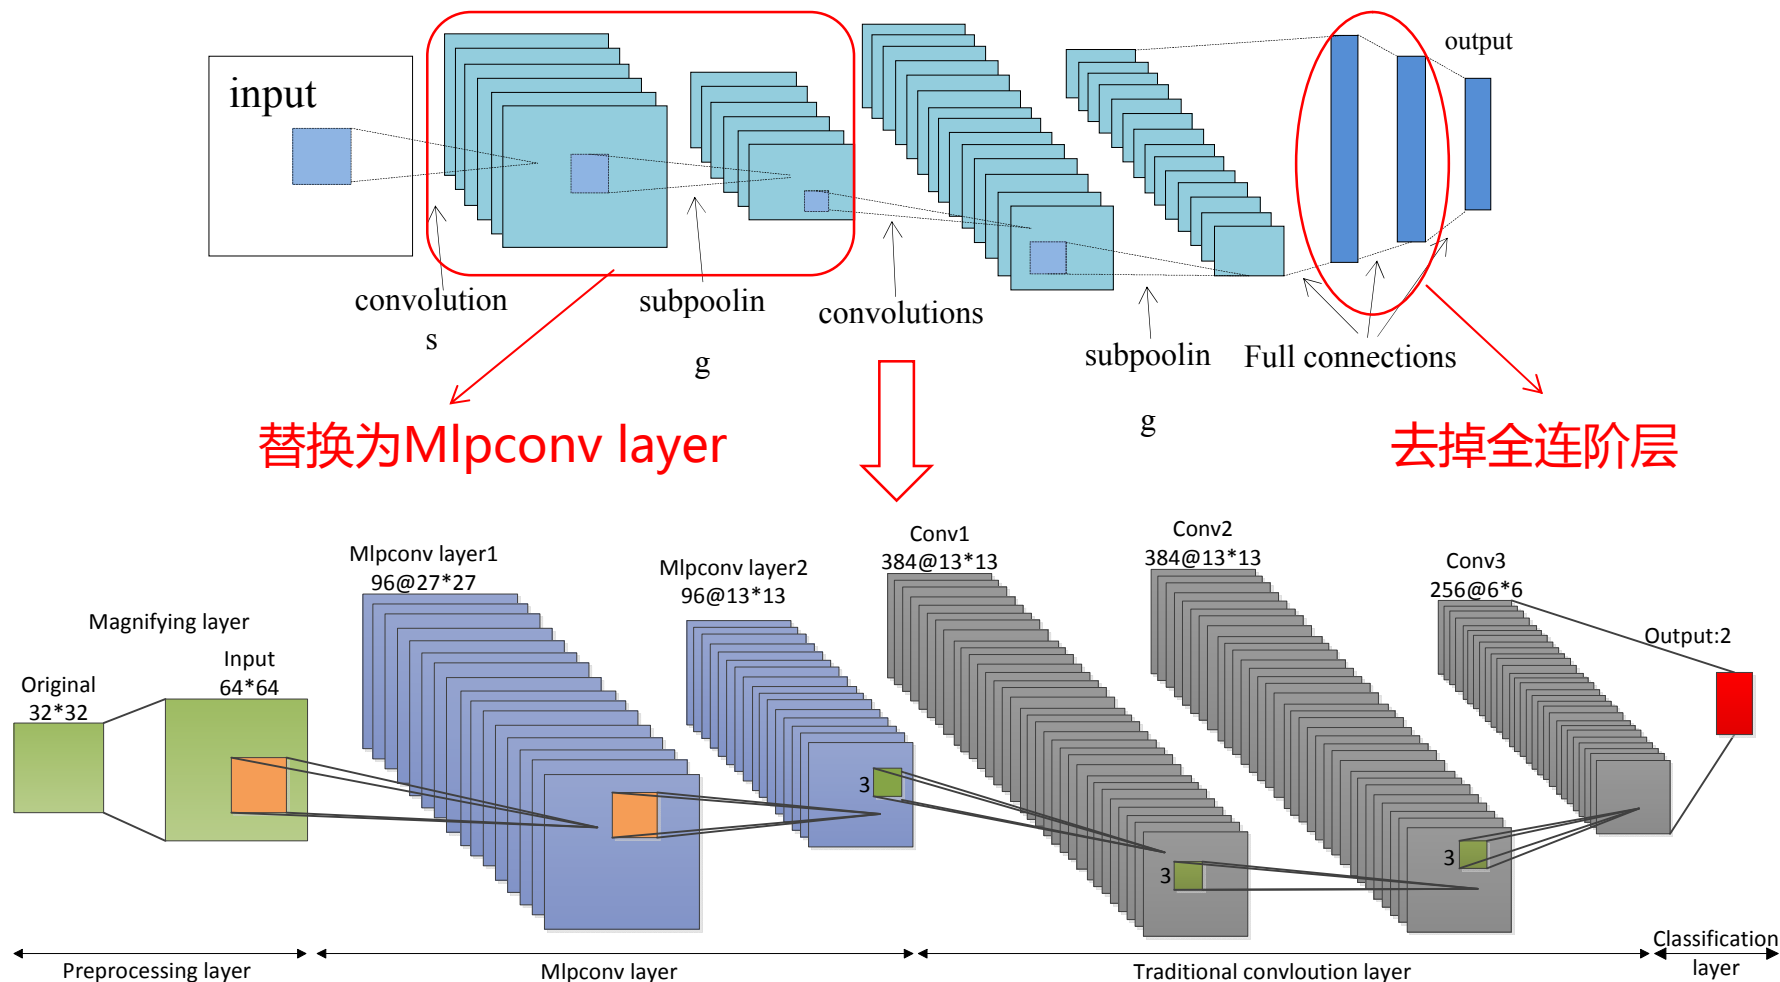 input
output
convolution
s
subpoolin
g
convolutions
subpoolin
g
Full connections
替换为Mlpconv layer
去掉全连阶层
Original
32*32
Magnifying layer
Input
64*64
Mlpconv layer1
96@27*27
Mlpconv layer2
96@13*13
3
Conv1
384@13*13
3
Conv2
384@13*13
3
Conv3
256@6*6
Output:2
Preprocessing layer
Mlpconv layer
Traditional convloution layer
Classification
layer